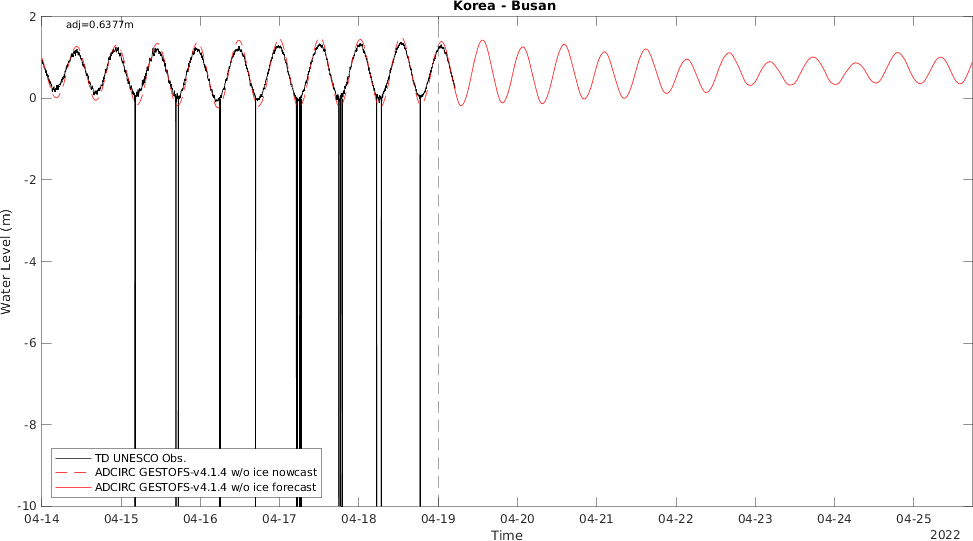 Korea - Busan
adj=0.6377m
2
0
-2
-4
-6
-8
-10
Water Level (m)
TD UNESCO Obs.
ADCIRC GESTOFS-v4.1.4 w/o ice nowcast
ADCIRC GESTOFS-v4.1.4 w/o ice forecast
04-14 04-15 04-16 04-17 04-18 04-19 04-20 04-21 04-22 04-23 04-24 04-25
Time
2022